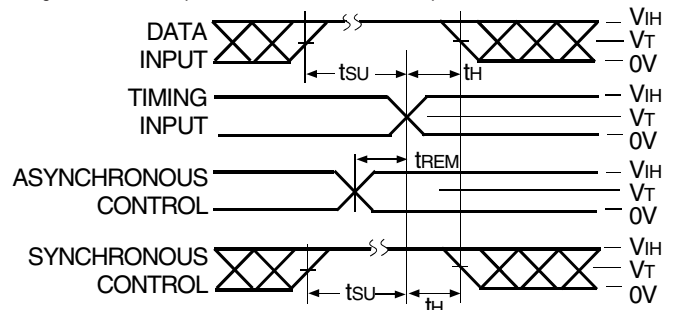 DATA INPUT
VIH
VT
0V
tSU
tH
TIMING INPUT
VIH
VT
0V
tREM
ASYNCHRONOUS CONTROL
VIH
VT
0V
SYNCHRONOUS CONTROL
VIH
VT
0V
tSU
tH